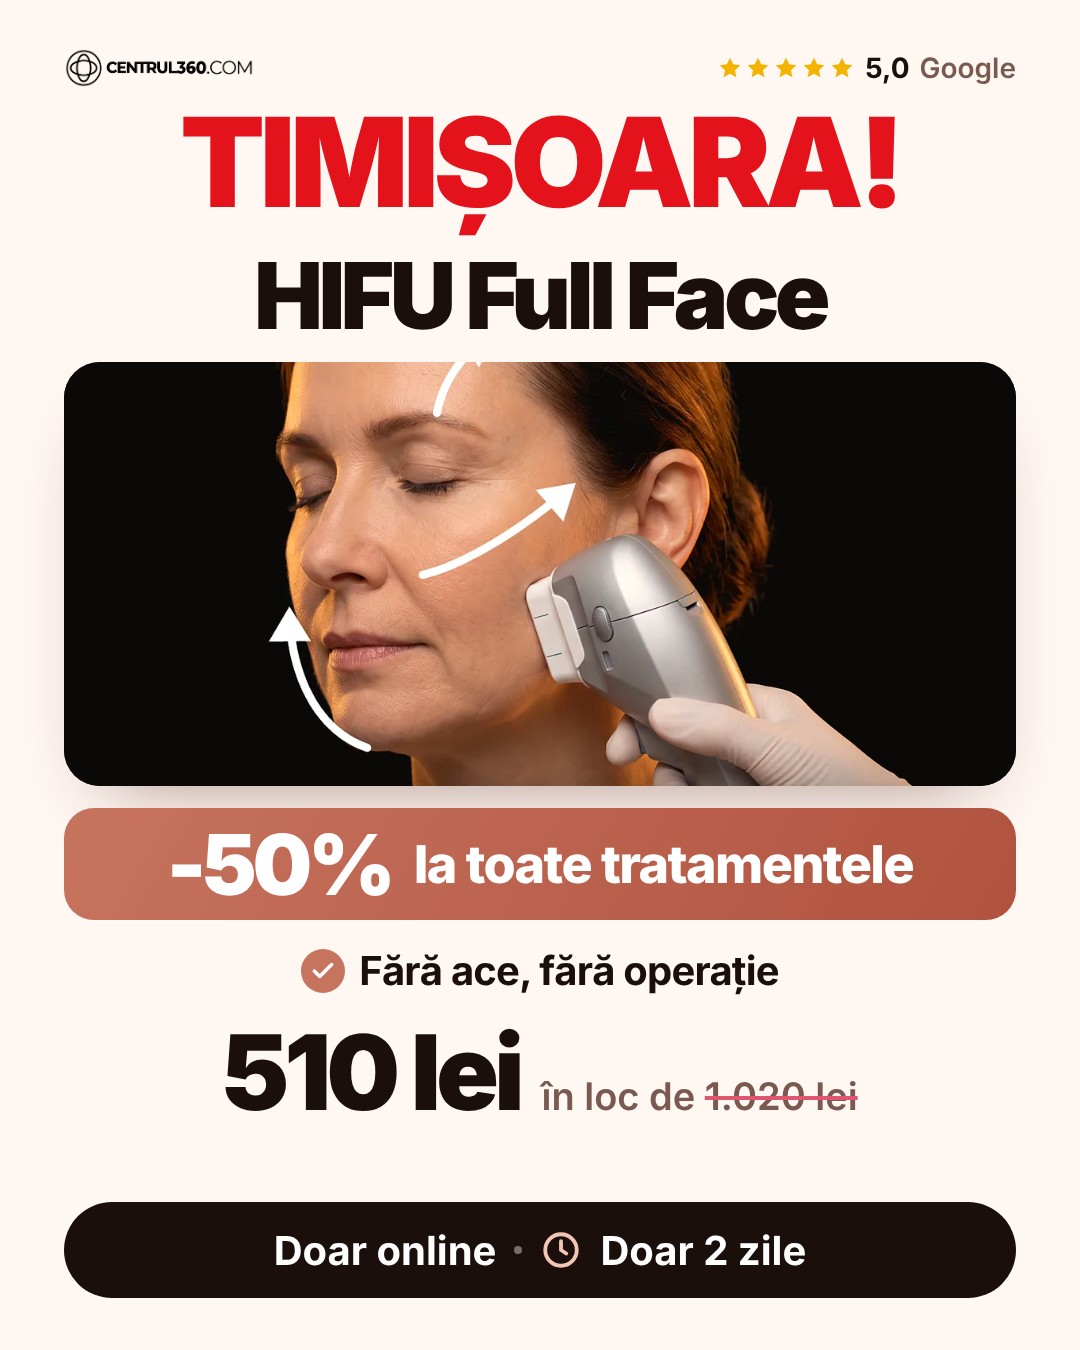 CENTRUL360.COM
5,0 Google
TIMIȘOARA!
HIFU Full Face
-50% la toate tratamentele
Fără ace, fără operație
510 lei în loc de 1.020 lei
Doar online • Doar 2 zile